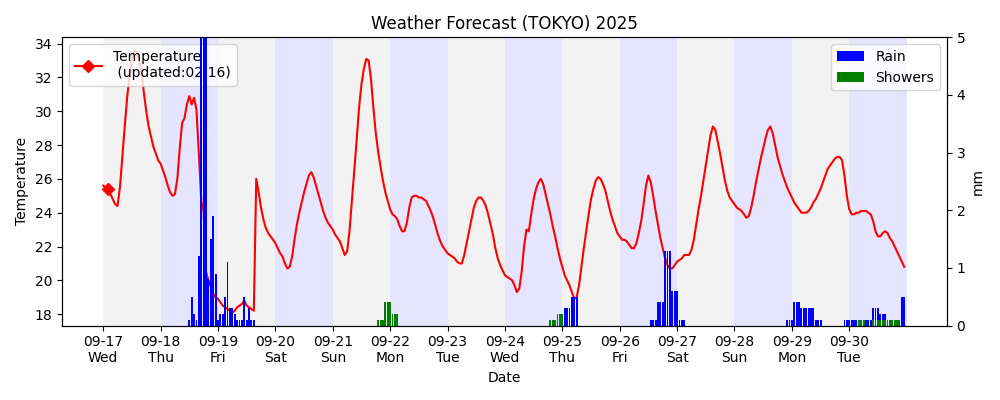 Weather Forecast (TOKYO) 2025
Temperature
(updated:02 16)
Rain
Showers
34
32
30
28
26
24
22
20
18
5
4
3
2
1
0
Temperature
mm
09-17 09-18 09-19 09-20 09-21 09-22 09-23 09-24 09-25 09-26 09-27 09-28 09-29 09-30
Wed Thu Fri Sat Sun Mon Tue Wed Thu Fri Sat Sun Mon Tue
Date